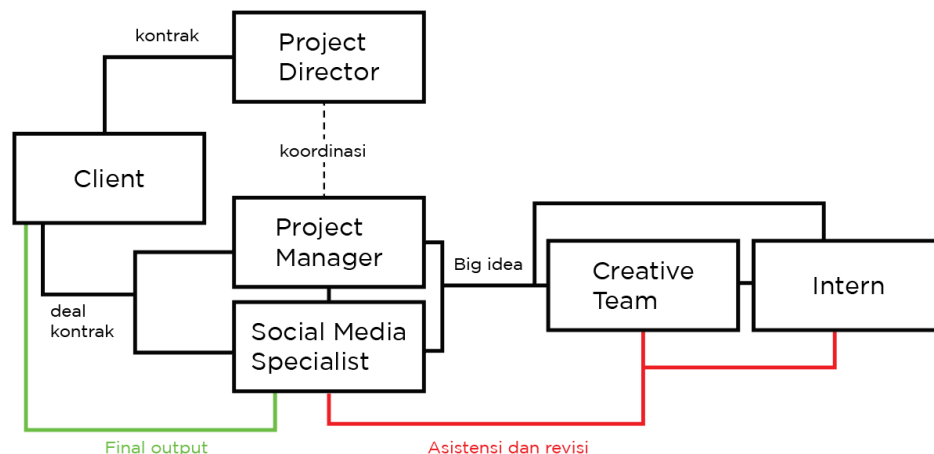 kontrak
Project
Director
Client
koordinasi
Project
Manager
Big idea
Creative
Team
Intern
deal
kontrak
Social Media
Specialist
Final output
Asistensi dan revisi